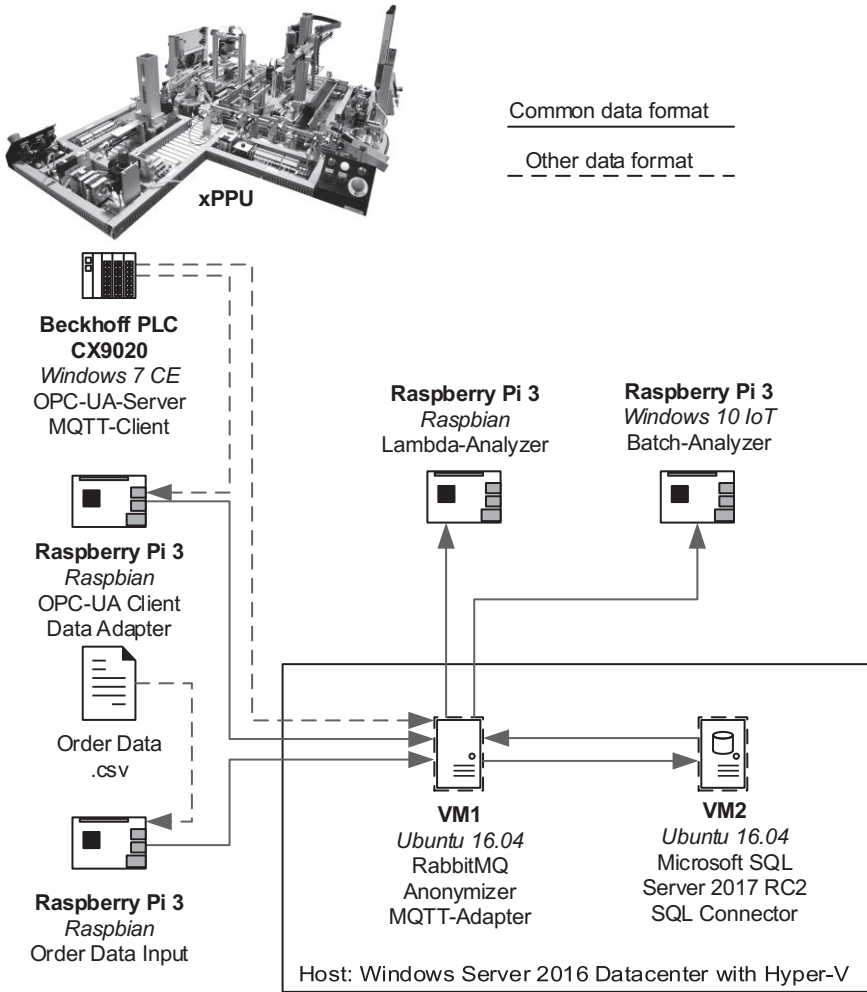 xPPU
Common data format
Other data format
Beckhoff PLC
CX9020
Windows 7 CE
OPC-UA-Server
MQTT-Client
Raspberry Pi 3
Raspbian
Lambda-Analyzer
Raspberry Pi 3
Windows 10 IoT
Batch-Analyzer
Raspberry Pi 3
Raspbian
OPC-UA Client
Data Adapter
Order Data
.csv
Raspberry Pi 3
Raspbian
Order Data Input
VM1
Ubuntu 16.04
RabbitMQ
Anonymizer
MQTT-Adapter
VM2
Ubuntu 16.04
Microsoft SQL
Server 2017 RC2
SQL Connector
Host: Windows Server 2016 Datacenter with Hyper-V